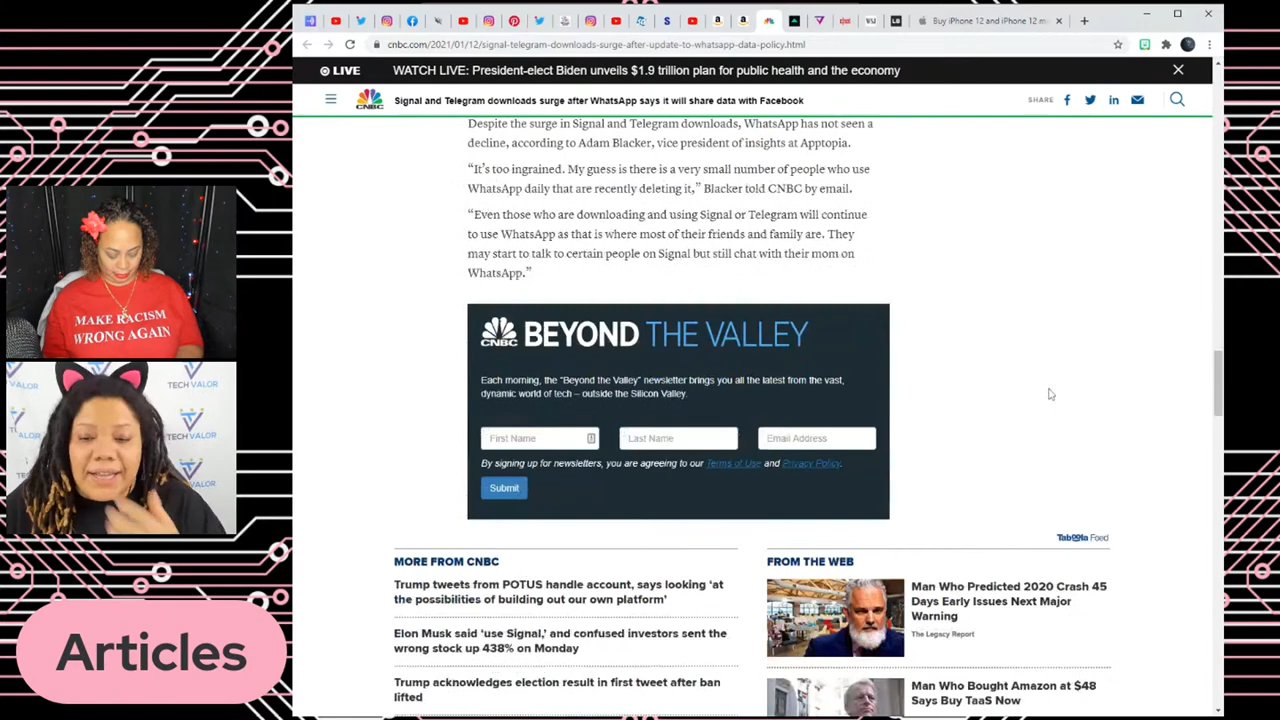 Buy iPhone 12 and iPhone 12 m
cnbc.com/2021/01/12/signal-telegram-downloads-surge-after-update-to-whatsapp-data-policy.html
LIVE
WATCH LIVE: President-elect Biden unveils $1.9 trillion plan for public health and the economy
CNBC
Signal and Telegram downloads surge after WhatsApp says it will share data with Facebook
SHARE
Despite the surge in Signal and Telegram downloads, WhatsApp has not seen a
decline, according to Adam Blacker, vice president of insights at Apptopia.
“It’s too ingrained. My guess is there is a very small number of people who use
WhatsApp daily that are recently deleting it,” Blacker told CNBC by email.
“Even those who are downloading and using Signal or Telegram will continue
to use WhatsApp as that is where most of their friends and family are. They
may start to talk to certain people on Signal but still chat with their mom on
WhatsApp.”
CNBC
BEYOND THE VALLEY
Each morning, the “Beyond the Valley” newsletter brings you all the latest from the vast,
dynamic world of tech – outside the Silicon Valley.
First Name
Last Name
Email Address
By signing up for newsletters, you are agreeing to our Terms of Use and Privacy Policy.
Submit
Taboola Feed
MORE FROM CNBC
Trump tweets from POTUS handle account, says looking ‘at
the possibilities of building out our own platform’
Elon Musk said ‘use Signal,’ and confused investors sent the
wrong stock up 438% on Monday
Trump acknowledges election result in first tweet after ban
lifted
FROM THE WEB
Man Who Predicted 2020 Crash 45
Days Early Issues Next Major
Warning
The Legacy Report
Man Who Bought Amazon at $48
Says Buy TaaS Now
MAKE RACISM
WRONG AGAIN
TECH VALOR
TECH VALOR
Articles